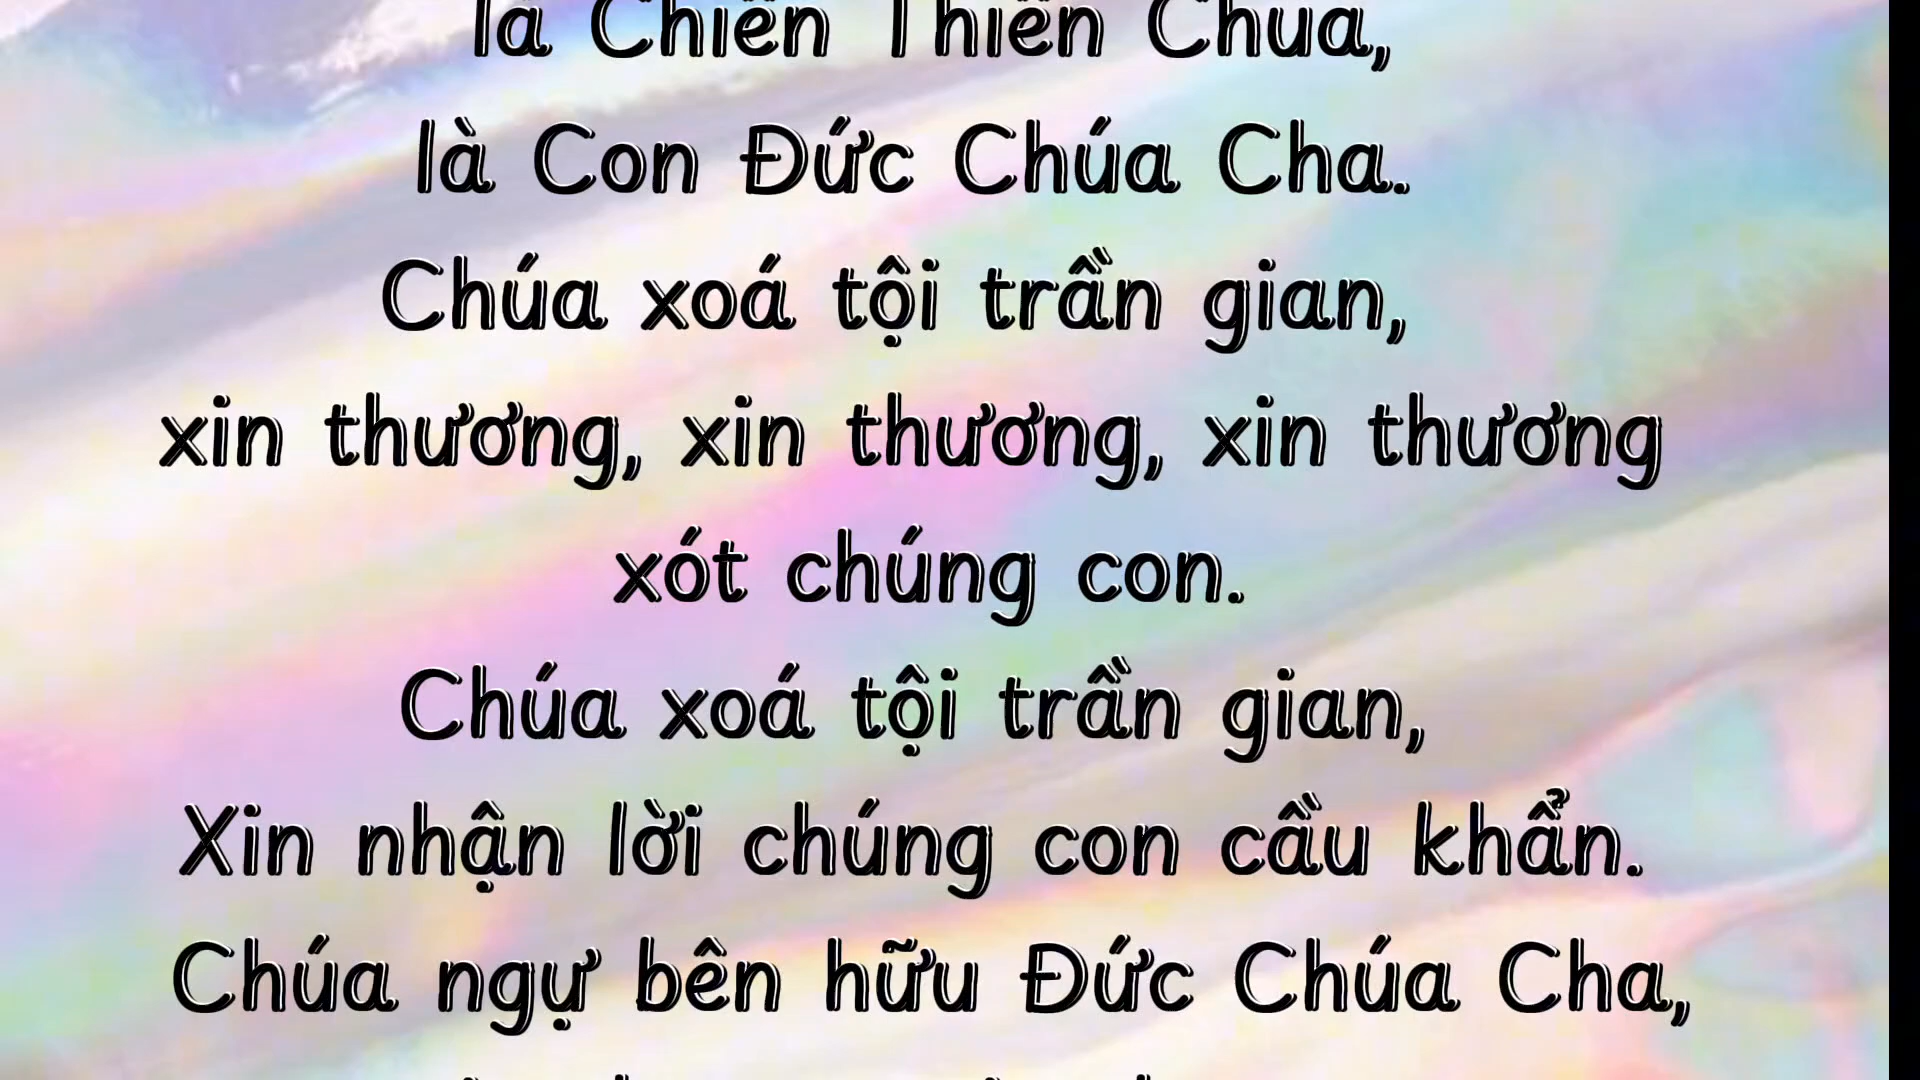 là Chiên Thiên Chúa,
là Con Đức Chúa Cha.
Chúa xoá tội trần gian,
xin thương, xin thương, xin thương
xót chúng con.
Chúa xoá tội trần gian,
Xin nhận lời chúng con cầu khẩn.
Chúa ngự bên hữu Đức Chúa Cha,